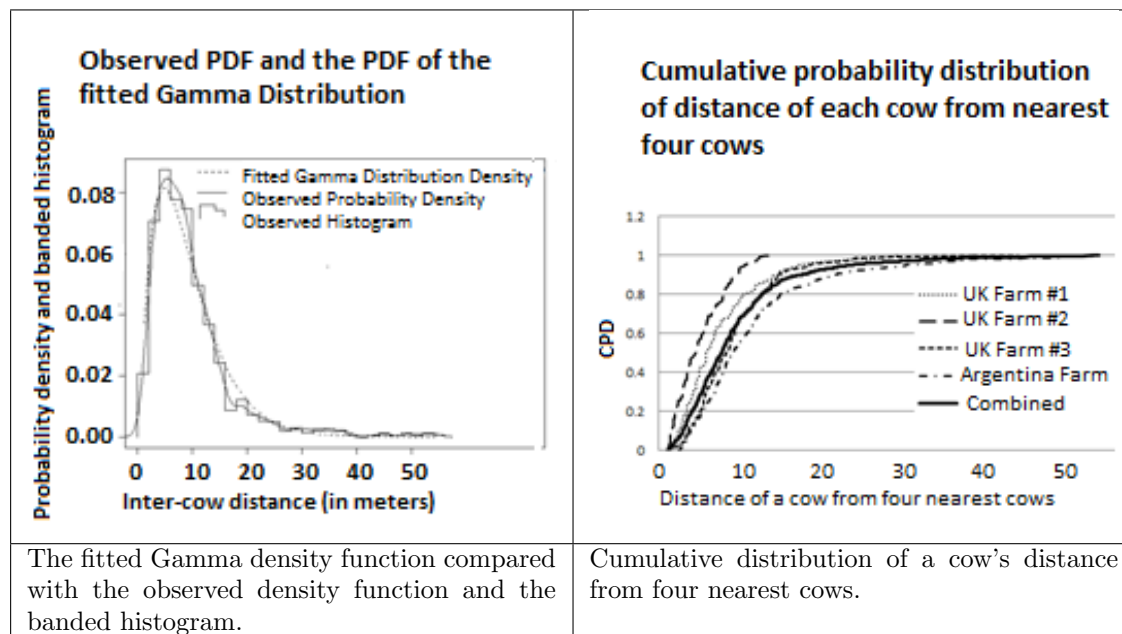 Observed PDF and the PDF of the
fitted Gamma Distribution
Probability density and banded histogram
Fitted Gamma Distribution Density
Observed Probability Density
Observed Histogram
0.08
0.06
0.04
0.02
0.00
0 10 20 30 40 50
Inter-cow distance (in meters)
The fitted Gamma density function compared
with the observed density function and the
banded histogram.
Cumulative probability distribution
of distance of each cow from nearest
four cows
CPD
1.2
1
0.8
0.6
0.4
0.2
0
UK Farm #1
UK Farm #2
UK Farm #3
Argentina Farm
Combined
0 10 20 30 40 50
Distance of a cow from four nearest cows
Cumulative distribution of a cow's distance
from four nearest cows.